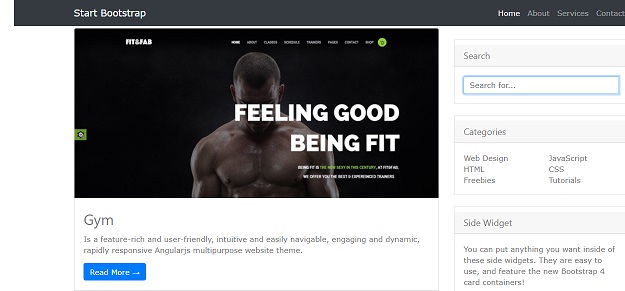 Start Bootstrap
Home About Services Contact
FIT&FAB
HOME ABOUT CLASSES SCHEDULE TRAINERS PAGES CONTACT SHOP
FEELING GOOD
BEING FIT
BEING FIT IS THE NEW SEXY IN THIS CENTURY, AT FITOFAB,
WE OFFER YOU THE BEST & EXPERIENCED TRAINERS
Gym
Is a feature-rich and user-friendly, intuitive and easily navigable, engaging and dynamic,
rapidly responsive Angularjs multipurpose website theme.
Read More →
Search
Search for...
Categories
Web Design JavaScript
HTML CSS
Freebies Tutorials
Side Widget
You can put anything you want inside of
these side widgets. They are easy to
use, and feature the new Bootstrap 4
card containers!